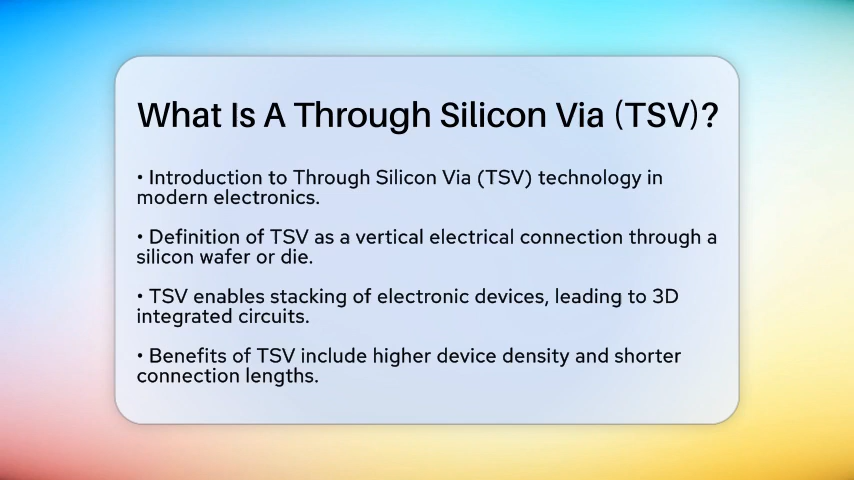 What Is A Through Silicon Via (TSV)?
• Introduction to Through Silicon Via (TSV) technology in
modern electronics.
• Definition of TSV as a vertical electrical connection through a
silicon wafer or die.
• TSV enables stacking of electronic devices, leading to 3D
integrated circuits.
• Benefits of TSV include higher device density and shorter
connection lengths.